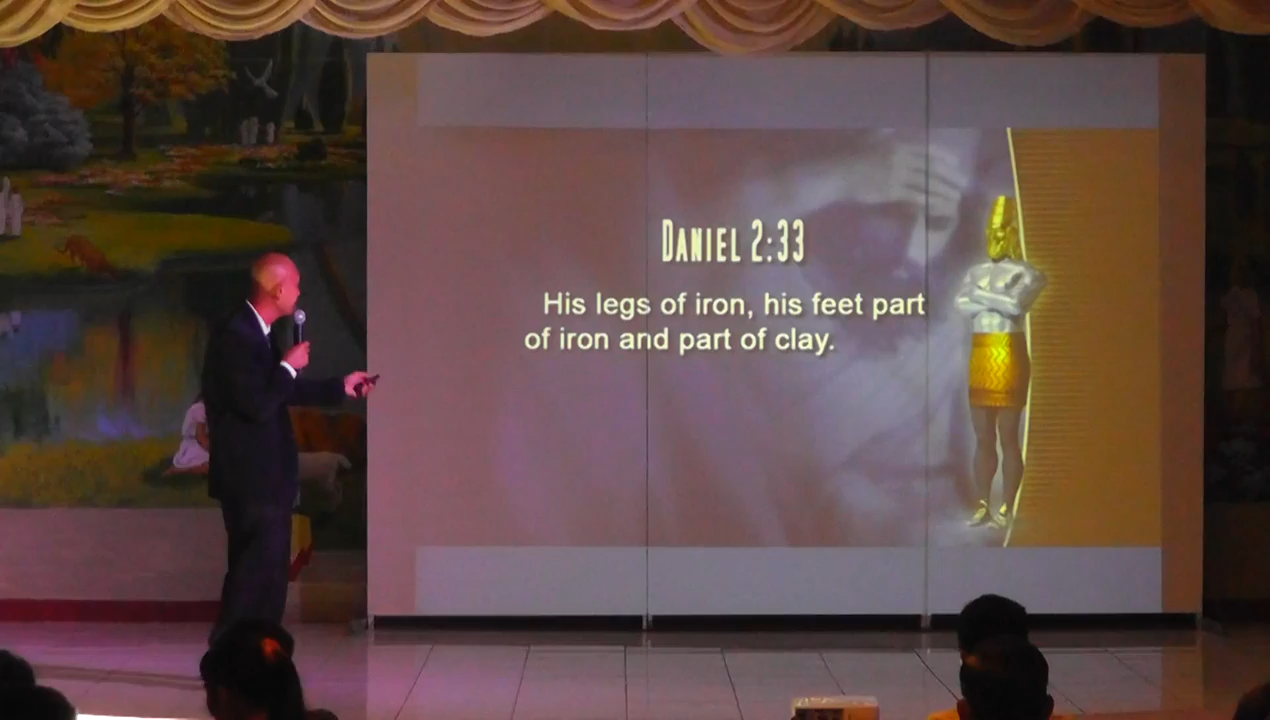 DANIEL 2:33
His legs of iron, his feet part
of iron and part of clay.